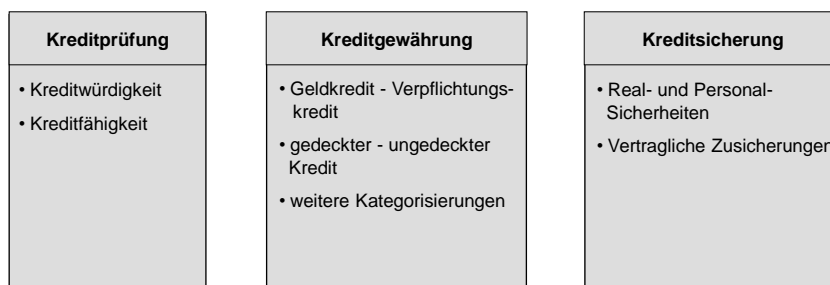 Kreditprüfung
• Kreditwürdigkeit
• Kreditfähigkeit
Kreditgewährung
• Geldkredit - Verpflichtungs-
kredit
• gedeckter - ungedeckter
Kredit
• weitere Kategorisierungen
Kreditsicherung
• Real- und Personal-
Sicherheiten
• Vertragliche Zusicherungen